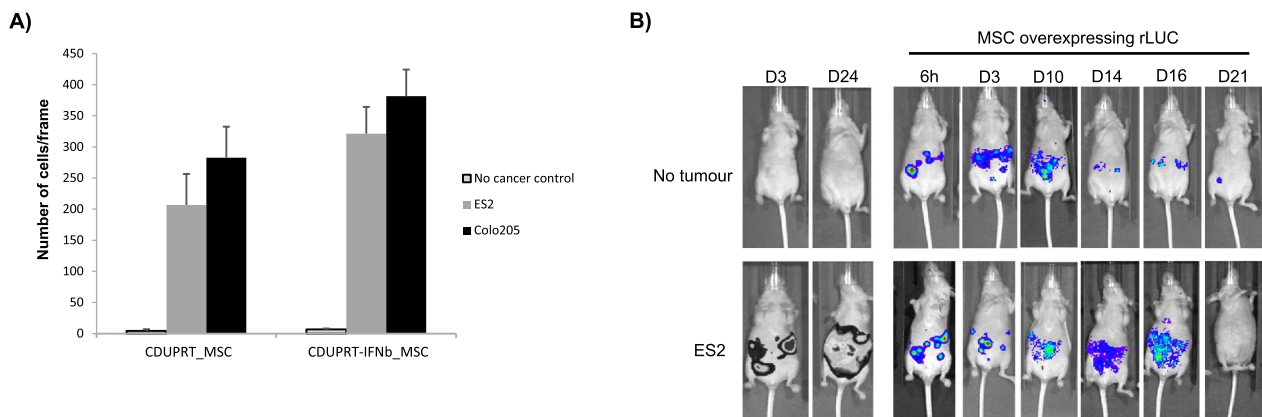 A)
450
400
350
300
250
200
150
100
50
0
Number of cells/frame
CDUPRT_MSC
CDUPRT-IFNb_MSC
No cancer control
ES2
Colo205
B)
MSC overexpressing rLUC
D3 D24 6h D3 D10 D14 D16 D21
No tumour
ES2